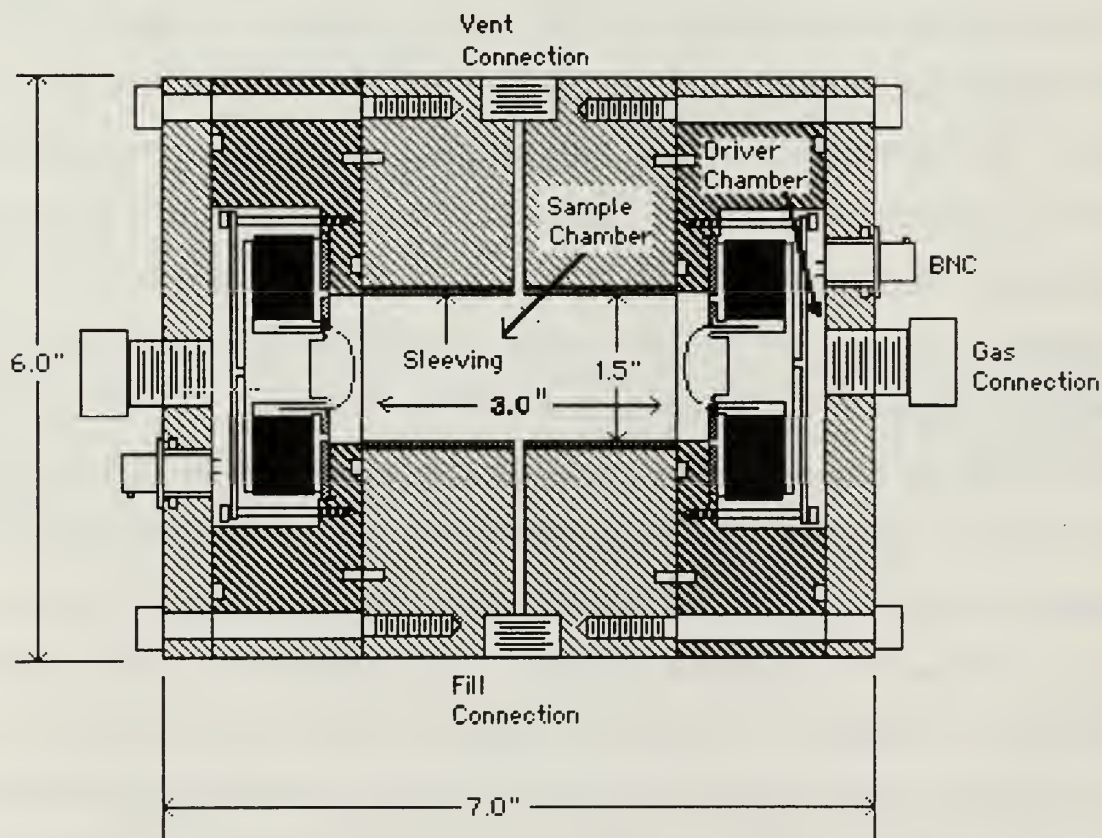 Vent
Connection
Driver
Chamber
Sample
Chamber
BNC
6.0"
Sleeving
1.5"
Gas
Connection
3.0"
Fill
Connection
7.0"